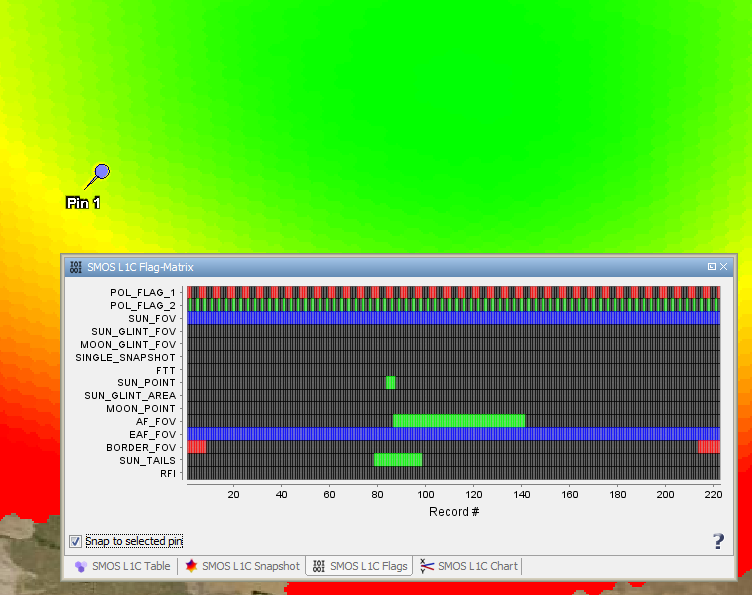 Pin 1
SMOS L1C Flag-Matrix
POL_FLAG_1
POL_FLAG_2
SUN_FOV
SUN_GLINT_FOV
MOON_GLINT_FOV
SINGLE_SNAPSHOT
FTT
SUN_POINT
SUN_GLINT_AREA
MOON_POINT
AF_FOV
EAF_FOV
BORDER_FOV
SUN_TAILS
RFI
20 40 60 80 100 120 140 160 180 200 220
Record #
Snap to selected pin ?
SMOS L1C Table SMOS L1C Snapshot SMOS L1C Flags SMOS L1C Chart